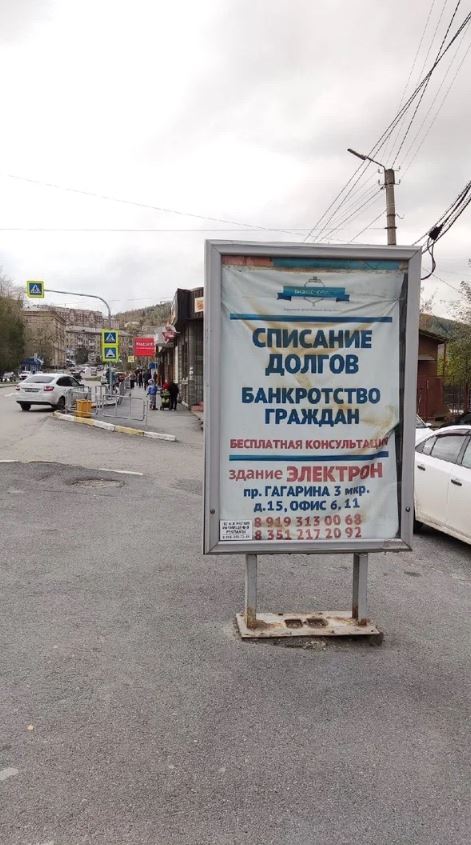 СПИСАНИЕ
ДОЛГОВ
БАНКРОТСТВО
ГРАЖДАН
БЕСПЛАТНАЯ КОНСУЛЬТАЦИЯ
здание ЭЛЕКТРОН
пр. ГАГАРИНА 3 мкр.
д.15, ОФИС 6, 11
8 919 313 00 68
8 351 217 20 92